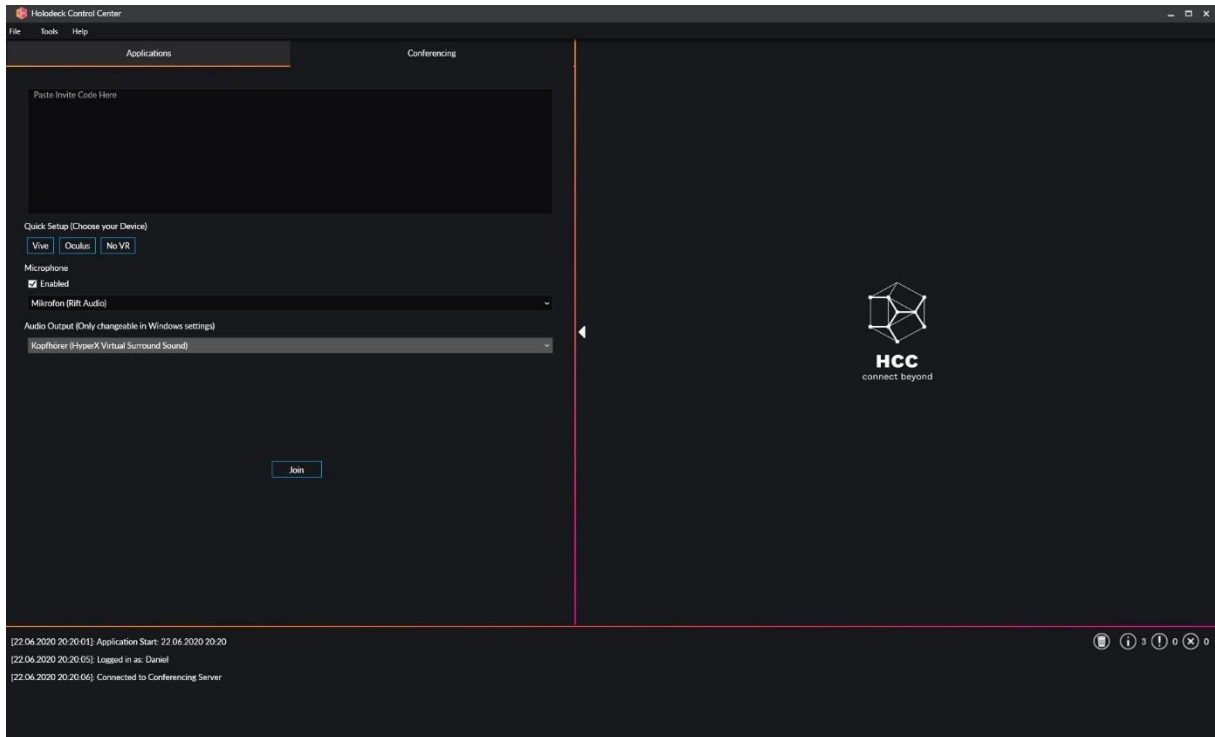 Holodeck Control Center
File Tools Help
Applications Conferencing
Paste Invite Code Here
Quick Setup (Choose your Device)
Vive Oculus No VR
Microphone
Enabled
Mikrofon (Rift Audio)
Audio Output (Only changeable in Windows settings)
Kopfhörer (HyperX Virtual Surround Sound)
Join
HCC
connect beyond
[22.06.2020 20:20:01]: Application Start: 22.06.2020 20:20
[22.06.2020 20:20:05]: Logged in as: Daniel
[22.06.2020 20:20:06]: Connected to Conferencing Server
3 0 0